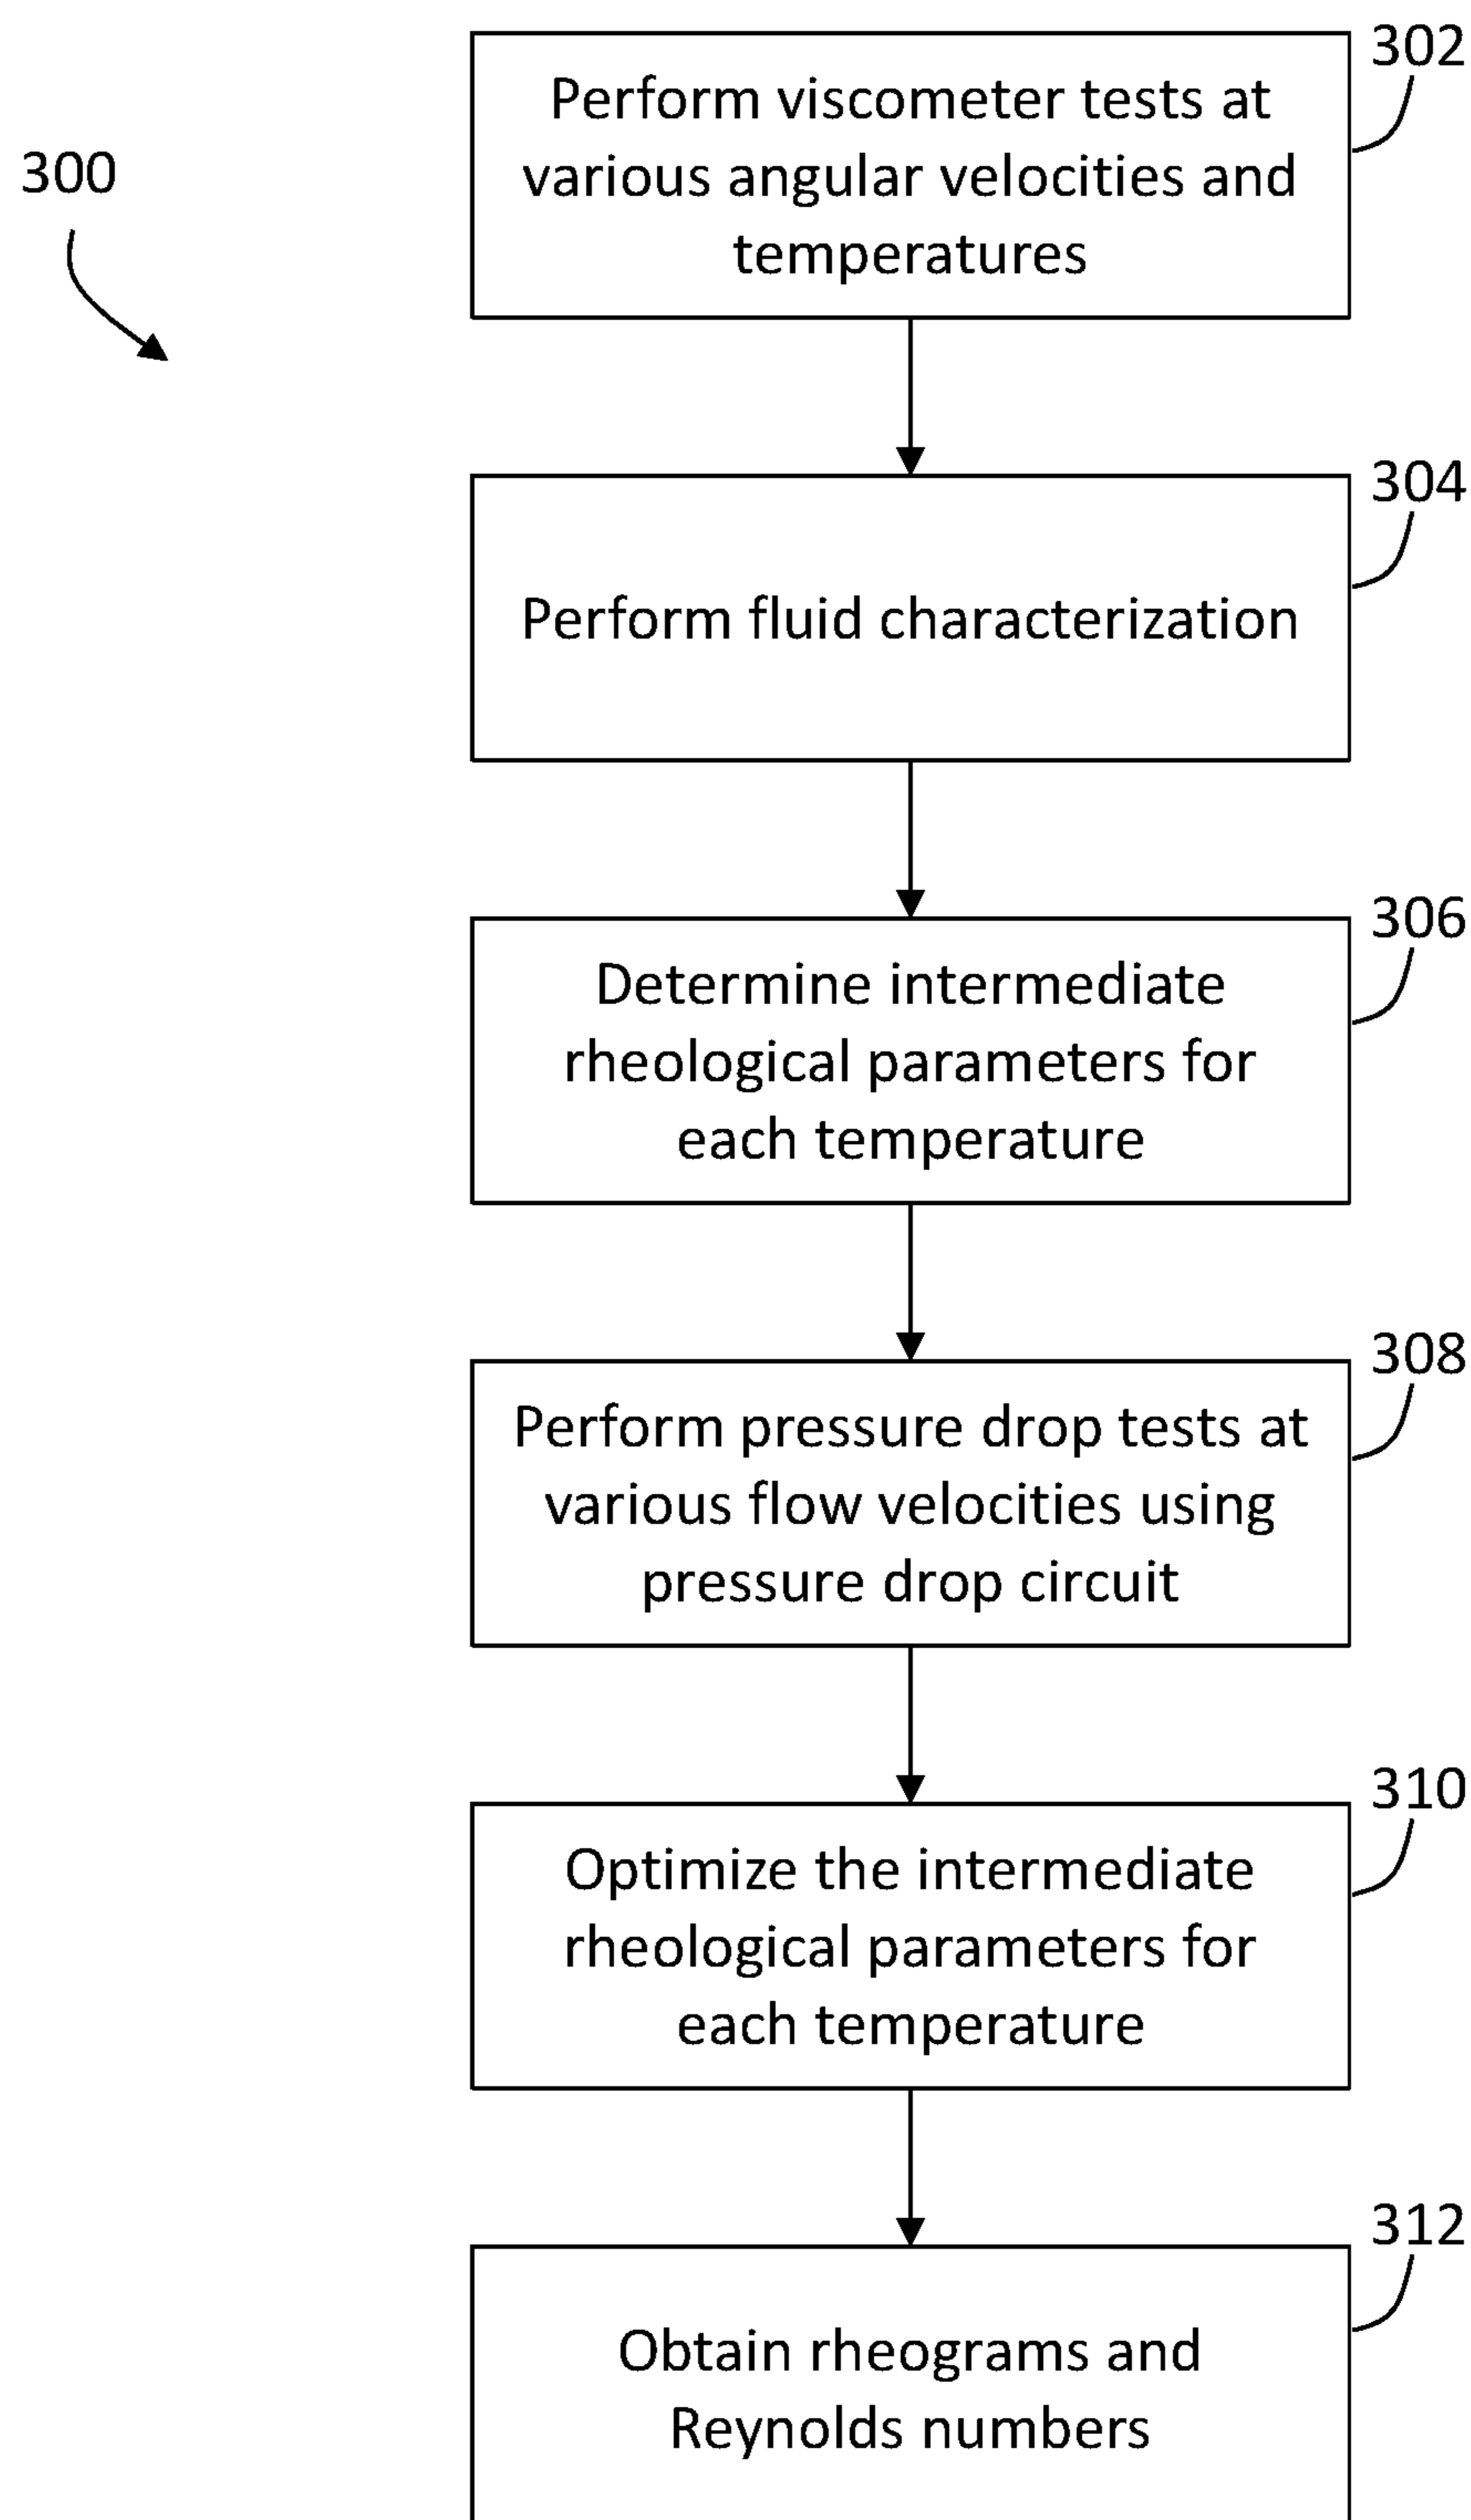 302
Perform viscometer tests at
various angular velocities and
temperatures
300
304
Perform fluid characterization
306
Determine intermediate
rheological parameters for
each temperature
308
Perform pressure drop tests at
various flow velocities using
pressure drop circuit
310
Optimize the intermediate
rheological parameters for
each temperature
312
Obtain rheograms and
Reynolds numbers